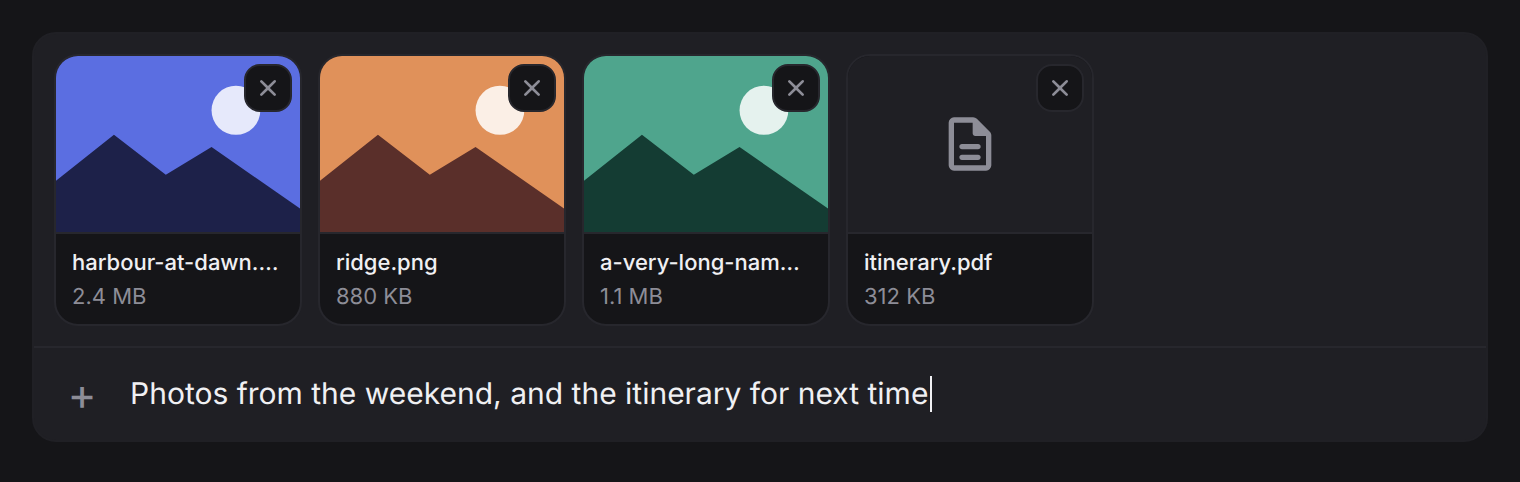 harbour-at-dawn....
2.4 MB
ridge.png
880 KB
a-very-long-nam...
1.1 MB
itinerary.pdf
312 KB
Photos from the weekend, and the itinerary for next time